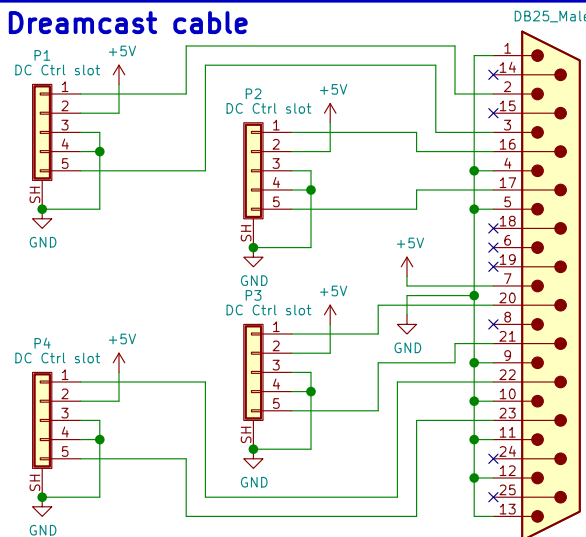 Dreamcast cable
DB25_Male
P1
DC Ctrl slot
+5V
1
2
3
4
5
SH
GND
P2
DC Ctrl slot
+5V
1
2
3
4
5
SH
GND
P3
DC Ctrl slot
+5V
1
2
3
4
5
SH
GND
P4
DC Ctrl slot
+5V
1
2
3
4
5
SH
GND
+5V
GND
1
14
2
15
3
16
4
17
5
18
6
19
7
20
8
21
9
22
10
23
11
24
12
25
13